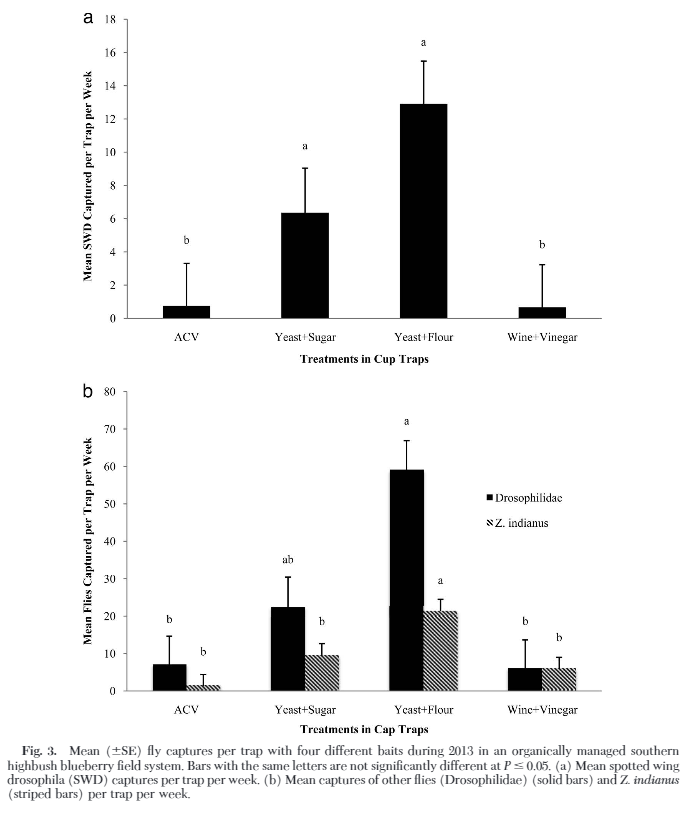 a
18
16
14
12
10
8
6
4
2
0
Mean SWD Captured per Trap per Week
b
a
a
b
ACV Yeast+Sugar Yeast+Flour Wine+Vinegar
Treatments in Cup Traps
b
80
70
60
50
40
30
20
10
0
Mean Flies Captured per Trap per Week
b
b
ab
b
a
a
b
b
Drosophilidae
Z. indianus
ACV Yeast+Sugar Yeast+Flour Wine+Vinegar
Treatments in Cap Traps
Fig. 3. Mean (±SE) fly captures per trap with four different baits during 2013 in an organically managed southern
highbush blueberry field system. Bars with the same letters are not significantly different at P ≤ 0.05. (a) Mean spotted wing
drosophila (SWD) captures per trap per week. (b) Mean captures of other flies (Drosophilidae) (solid bars) and Z. indianus
(striped bars) per trap per week.